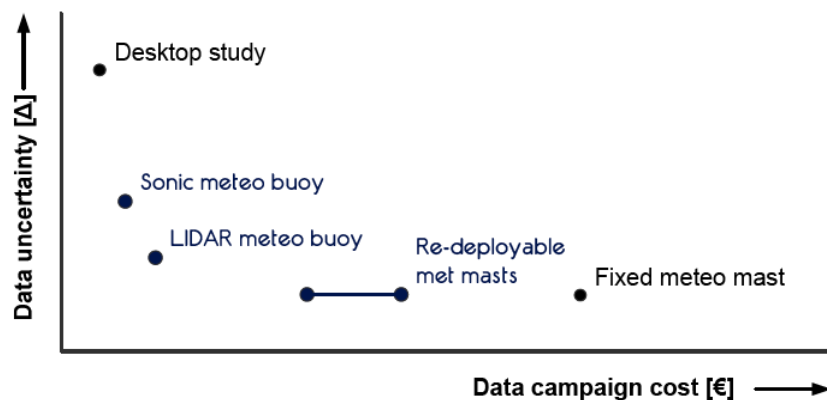 Desktop study
Data uncertainty [Δ]
Sonic meteo buoy
LIDAR meteo buoy
Re-deployable
met masts
Fixed meteo mast
Data campaign cost [€]